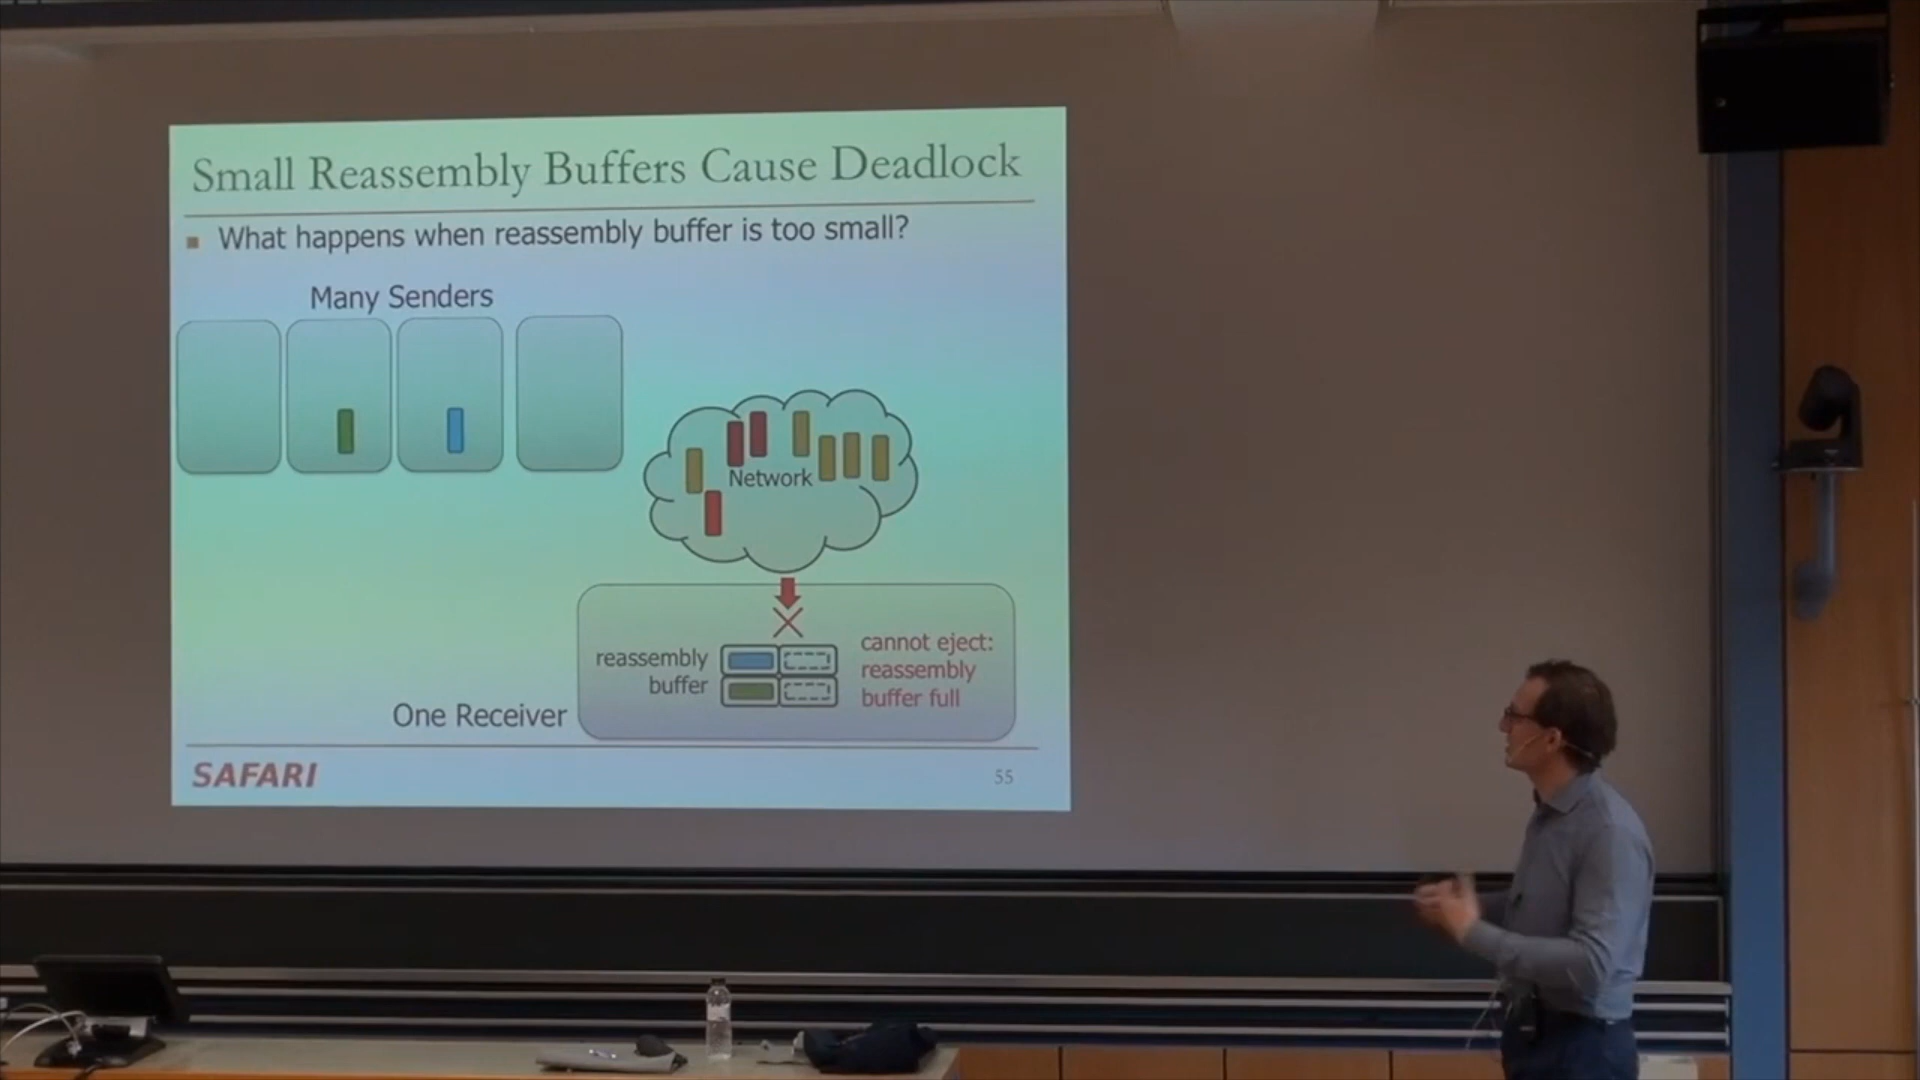 Small Reassembly Buffers Cause Deadlock
What happens when reassembly buffer is too small?
Many Senders
Network
reassembly
buffer
cannot eject:
reassembly
buffer full
One Receiver
SAFARI
55